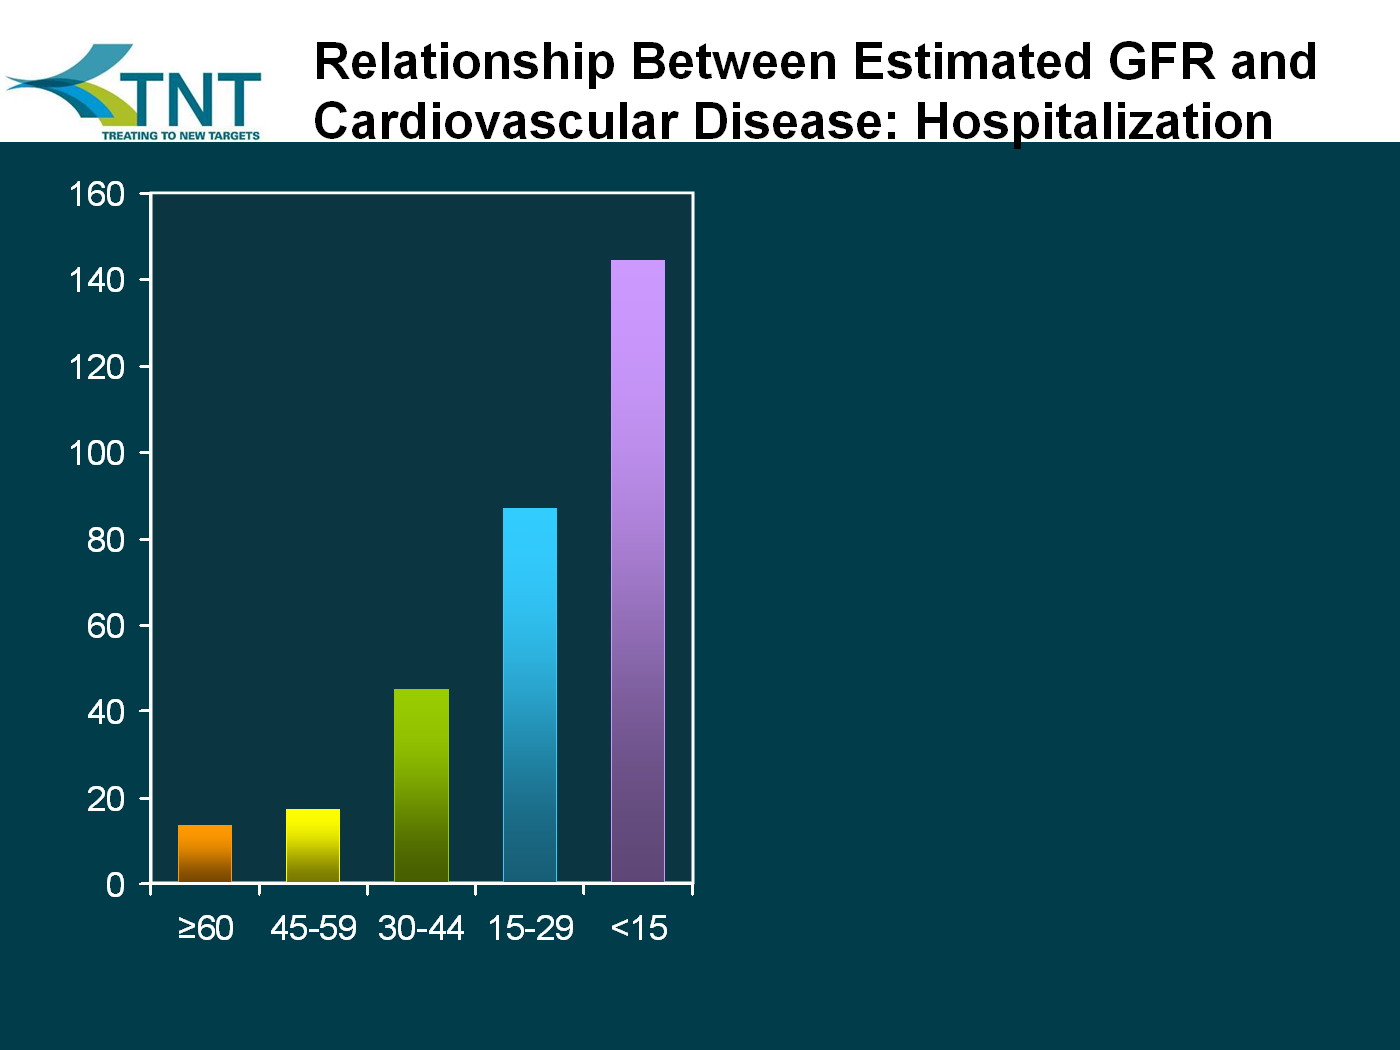 TNT
TREATING TO NEW TARGETS
Relationship Between Estimated GFR and
Cardiovascular Disease: Hospitalization
160
140
120
100
80
60
40
20
0
≥60 45-59 30-44 15-29 <15